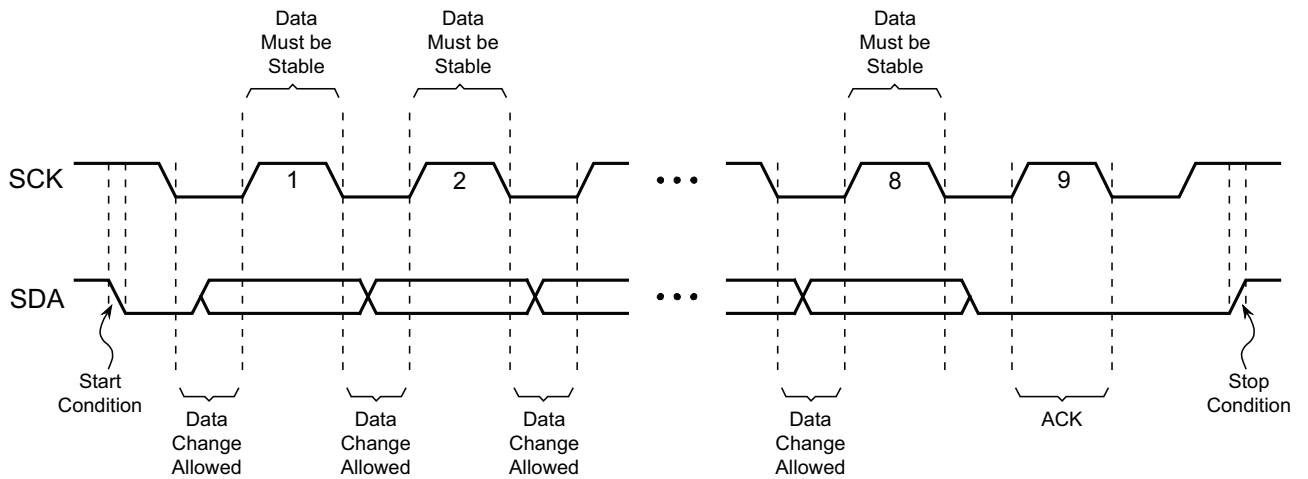 Data
Must be
Stable
Data
Must be
Stable
Data
Must be
Stable
SCK
1
2
8
9
SDA
Start
Condition
Data
Change
Allowed
Data
Change
Allowed
Data
Change
Allowed
Data
Change
Allowed
ACK
Stop
Condition